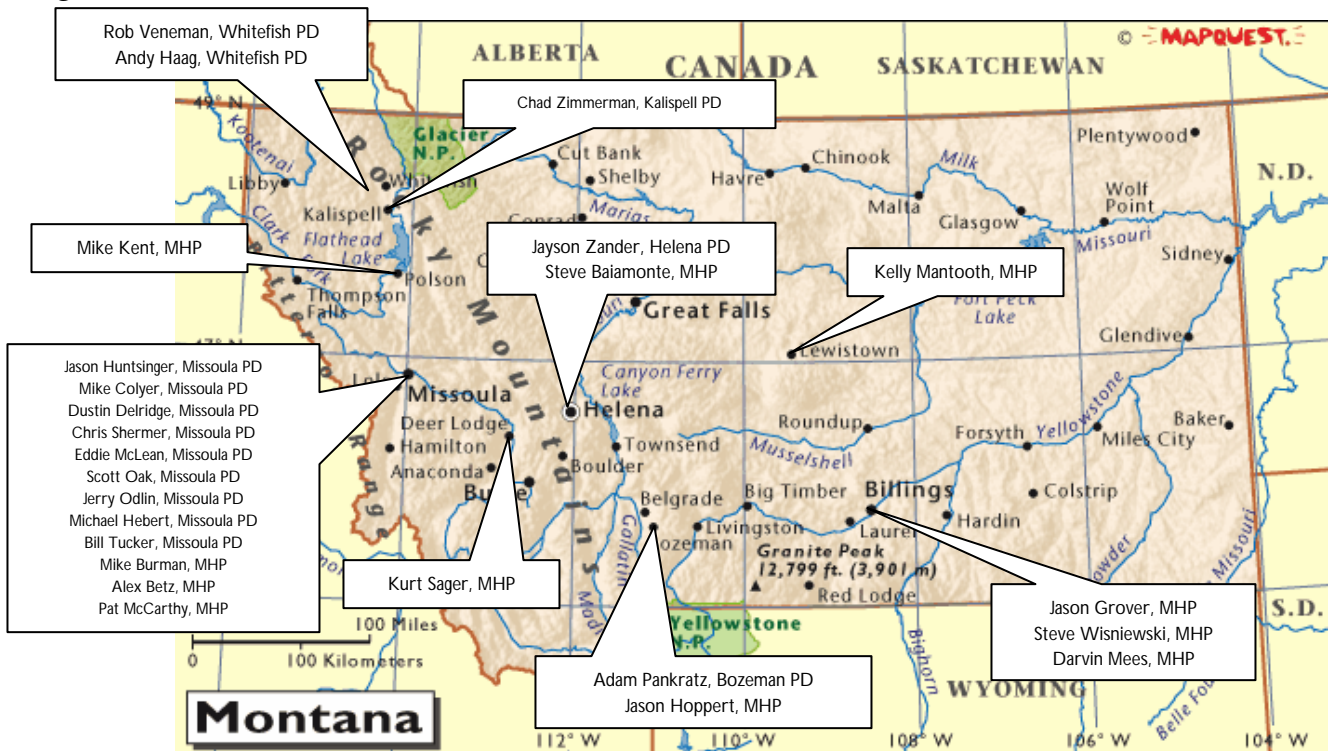 Rob Veneman, Whitefish PD
Andy Haag, Whitefish PD
ALBERTA
CANADA
SASKATCHEWAN
© MAPQUEST.
Chad Zimmerman, Kalispell PD
49° N
Kootenai
Glacier
N.P.
Plentywood
N.D.
Libby
Cut Bank
Shelby
Havre
Chinook
Milk
Malta
Wolf
Point
Glasgow
Missouri
Sidney
Kalispell
Marias
Clark
Fork
Flathead
Lake
Rocky Mountains
Mike Kent, MHP
Polson
Thompson
Falls
Jayson Zander, Helena PD
Steve Baiamonte, MHP
Great Falls
Kelly Mantooth, MHP
Fort Peck
Lake
Glendive
Lewistown
Jason Huntsinger, Missoula PD
Mike Colyer, Missoula PD
Dustin Delridge, Missoula PD
Chris Shermer, Missoula PD
Eddie McLean, Missoula PD
Scott Oak, Missoula PD
Jerry Odlin, Missoula PD
Michael Hebert, Missoula PD
Bill Tucker, Missoula PD
Mike Burman, MHP
Alex Betz, MHP
Pat McCarthy, MHP
Missoula
Canyon Ferry
Lake
Helena
Deer Lodge
Hamilton
Anaconda
Range
Boulder
Townsend
Roundup
Musselshell
Forsyth
Yellowstone
Miles City
Baker
Colstrip
Belgrade
Big Timber
Billings
Livingston
Laurel
Hardin
Gallatin
Granite Peak
12,799 ft. (3,901 m)
Red Lodge
Kurt Sager, MHP
Jason Grover, MHP
Steve Wisniewski, MHP
Darvin Mees, MHP
S.D.
100 Miles
0
100 Kilometers
Yellowstone
N.P.
Bighorn
Adam Pankratz, Bozeman PD
Jason Hoppert, MHP
WYOMING
Montana
112° W
110° W
108° W
106° W
104° W